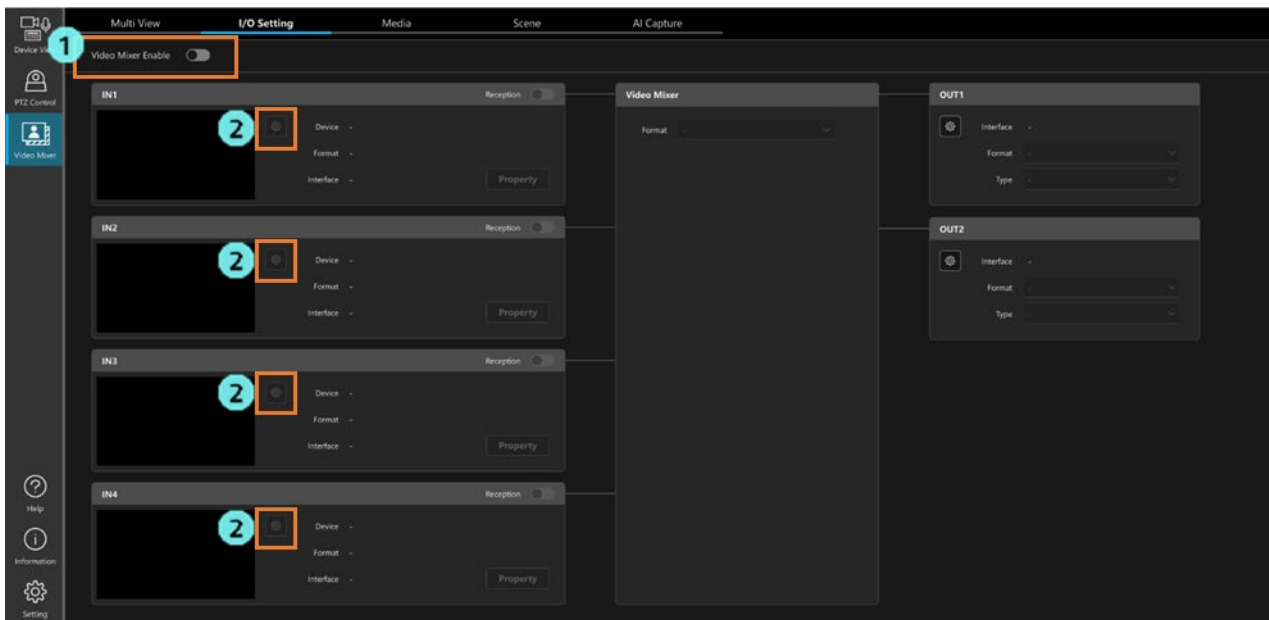 Multi View
I/O Setting
Media
Scene
AI Capture
Device Vi
1
Video Mixer Enable
PTZ Control
Video Mixer
IN1
Reception
2
Device -
Format -
Interface -
Property
IN2
Reception
2
Device -
Format -
Interface -
Property
IN3
Reception
2
Device -
Format -
Interface -
Property
IN4
Reception
2
Device -
Format -
Interface -
Property
Video Mixer
Format -
OUT1
Interface -
Format -
Type -
OUT2
Interface -
Format -
Type -
?
Help
i
Information
Setting